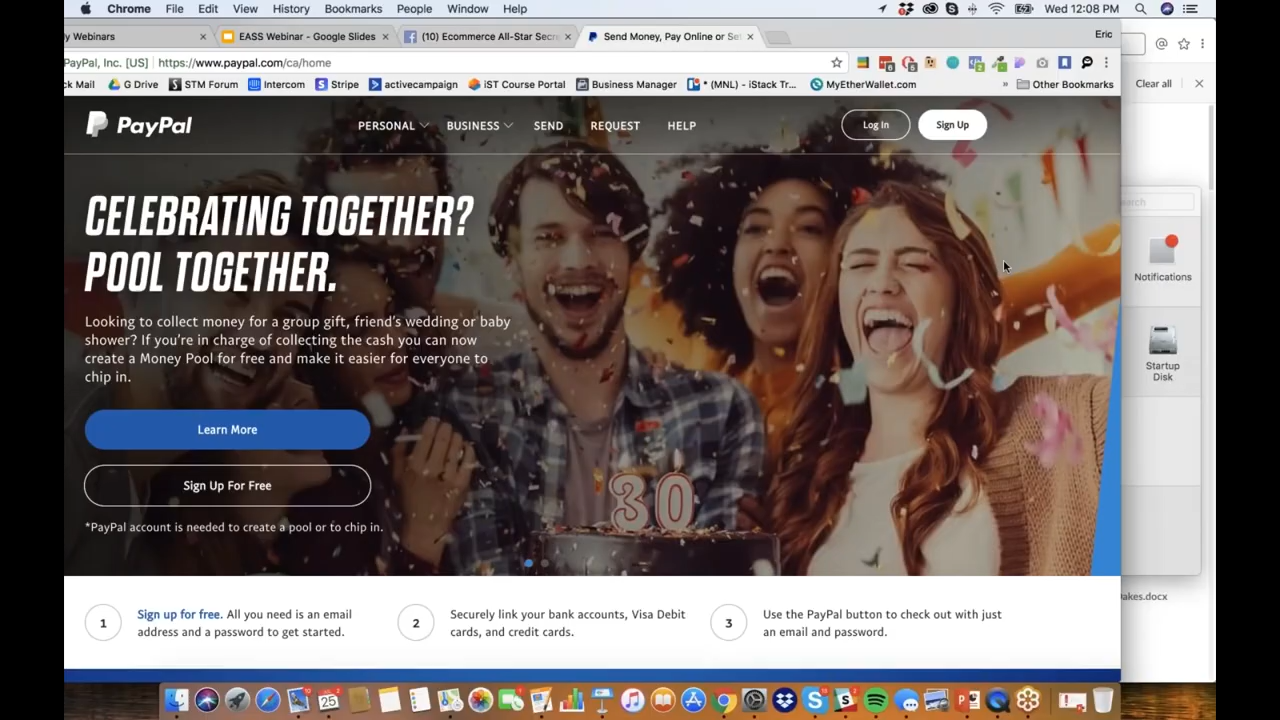 Chrome File Edit View History Bookmarks People Window Help Wed 12:08 PM
y Webinars EASS Webinar - Google Slides (10) Ecommerce All-Star Secr Send Money, Pay Online or Se Eric
PayPal, Inc. [US] https://www.paypal.com/ca/home
ck Mail G Drive STM Forum Intercom Stripe activecampaign iST Course Portal Business Manager * (MNL) - iStack Tr... MyEtherWallet.com » Other Bookmarks Clear all
PayPal PERSONAL BUSINESS SEND REQUEST HELP Log In Sign Up
CELEBRATING TOGETHER?
POOL TOGETHER.
Looking to collect money for a group gift, friend's wedding or baby
shower? If you're in charge of collecting the cash you can now
create a Money Pool for free and make it easier for everyone to
chip in.
Learn More
Sign Up For Free
*PayPal account is needed to create a pool or to chip in.
30
earch
Notifications
Startup
Disk
akes.docx
1 Sign up for free. All you need is an email
address and a password to get started.
2 Securely link your bank accounts, Visa Debit
cards, and credit cards.
3 Use the PayPal button to check out with just
an email and password.
25